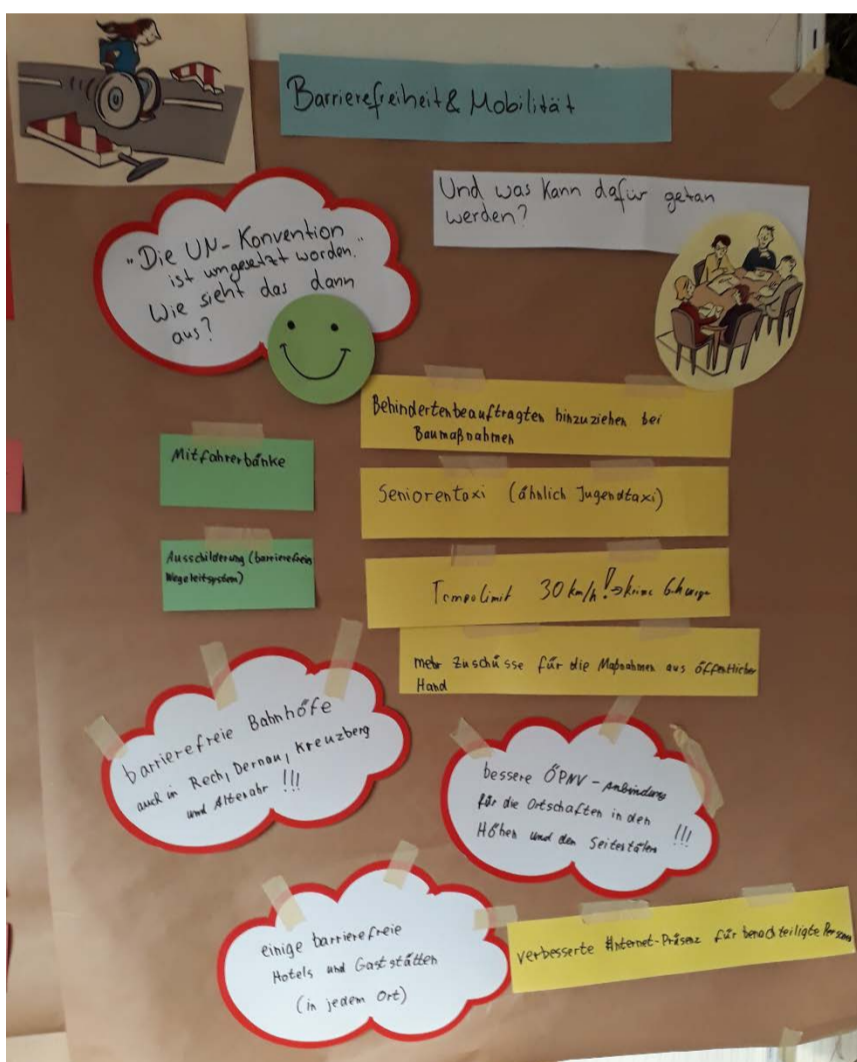 Barrierefreiheit & Mobilität
Und was kann dafür getan
werden?
"Die UN-Konvention
ist umgesetzt worden."
Wie sieht das dann
aus?
Behindertenbeauftragten hinzuziehen bei
Baumaßnahmen
Mitfahrerbänke
Seniorentaxi (ähnlich Jugendtaxi)
Ausschilderung (barrierefreies
Wegeleitsystem)
Tempolimit 30 km/h! → keine
mehr Zuschüsse für die Maßnahmen aus öffentlicher
Hand
barrierefreie Bahnhöfe
auch in Rech, Dernau, Kreuzberg
und Altenahr !!!
bessere ÖPNV-Anbindung
für die Ortschaften in den
Höhen und den Seitentälern !!!
einige barrierefreie
Hotels und Gaststätten
(in jedem Ort)
verbesserte Internet-Präsenz für benachteiligte Personen